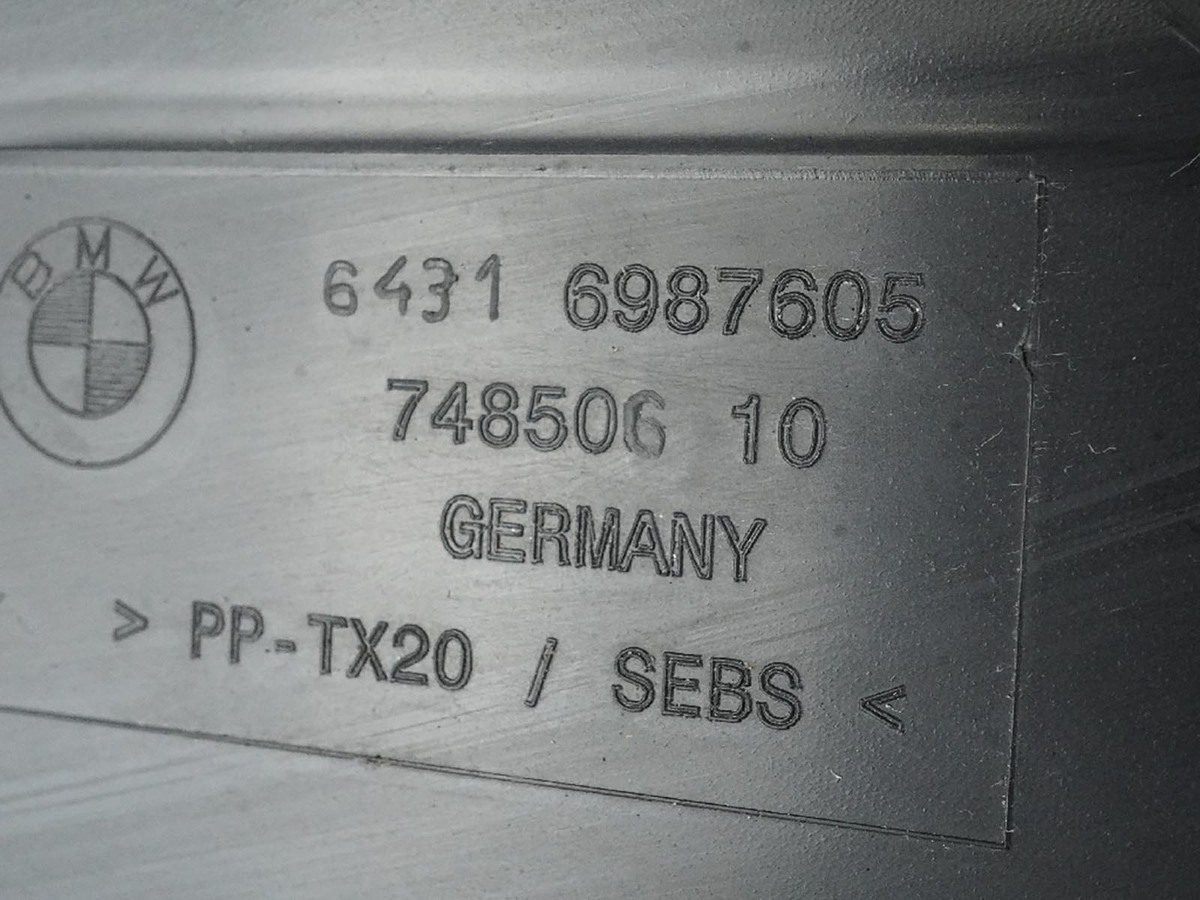 BMW
6431 6987605
748506 10
GERMANY
> PP-TX20 / SEBS <